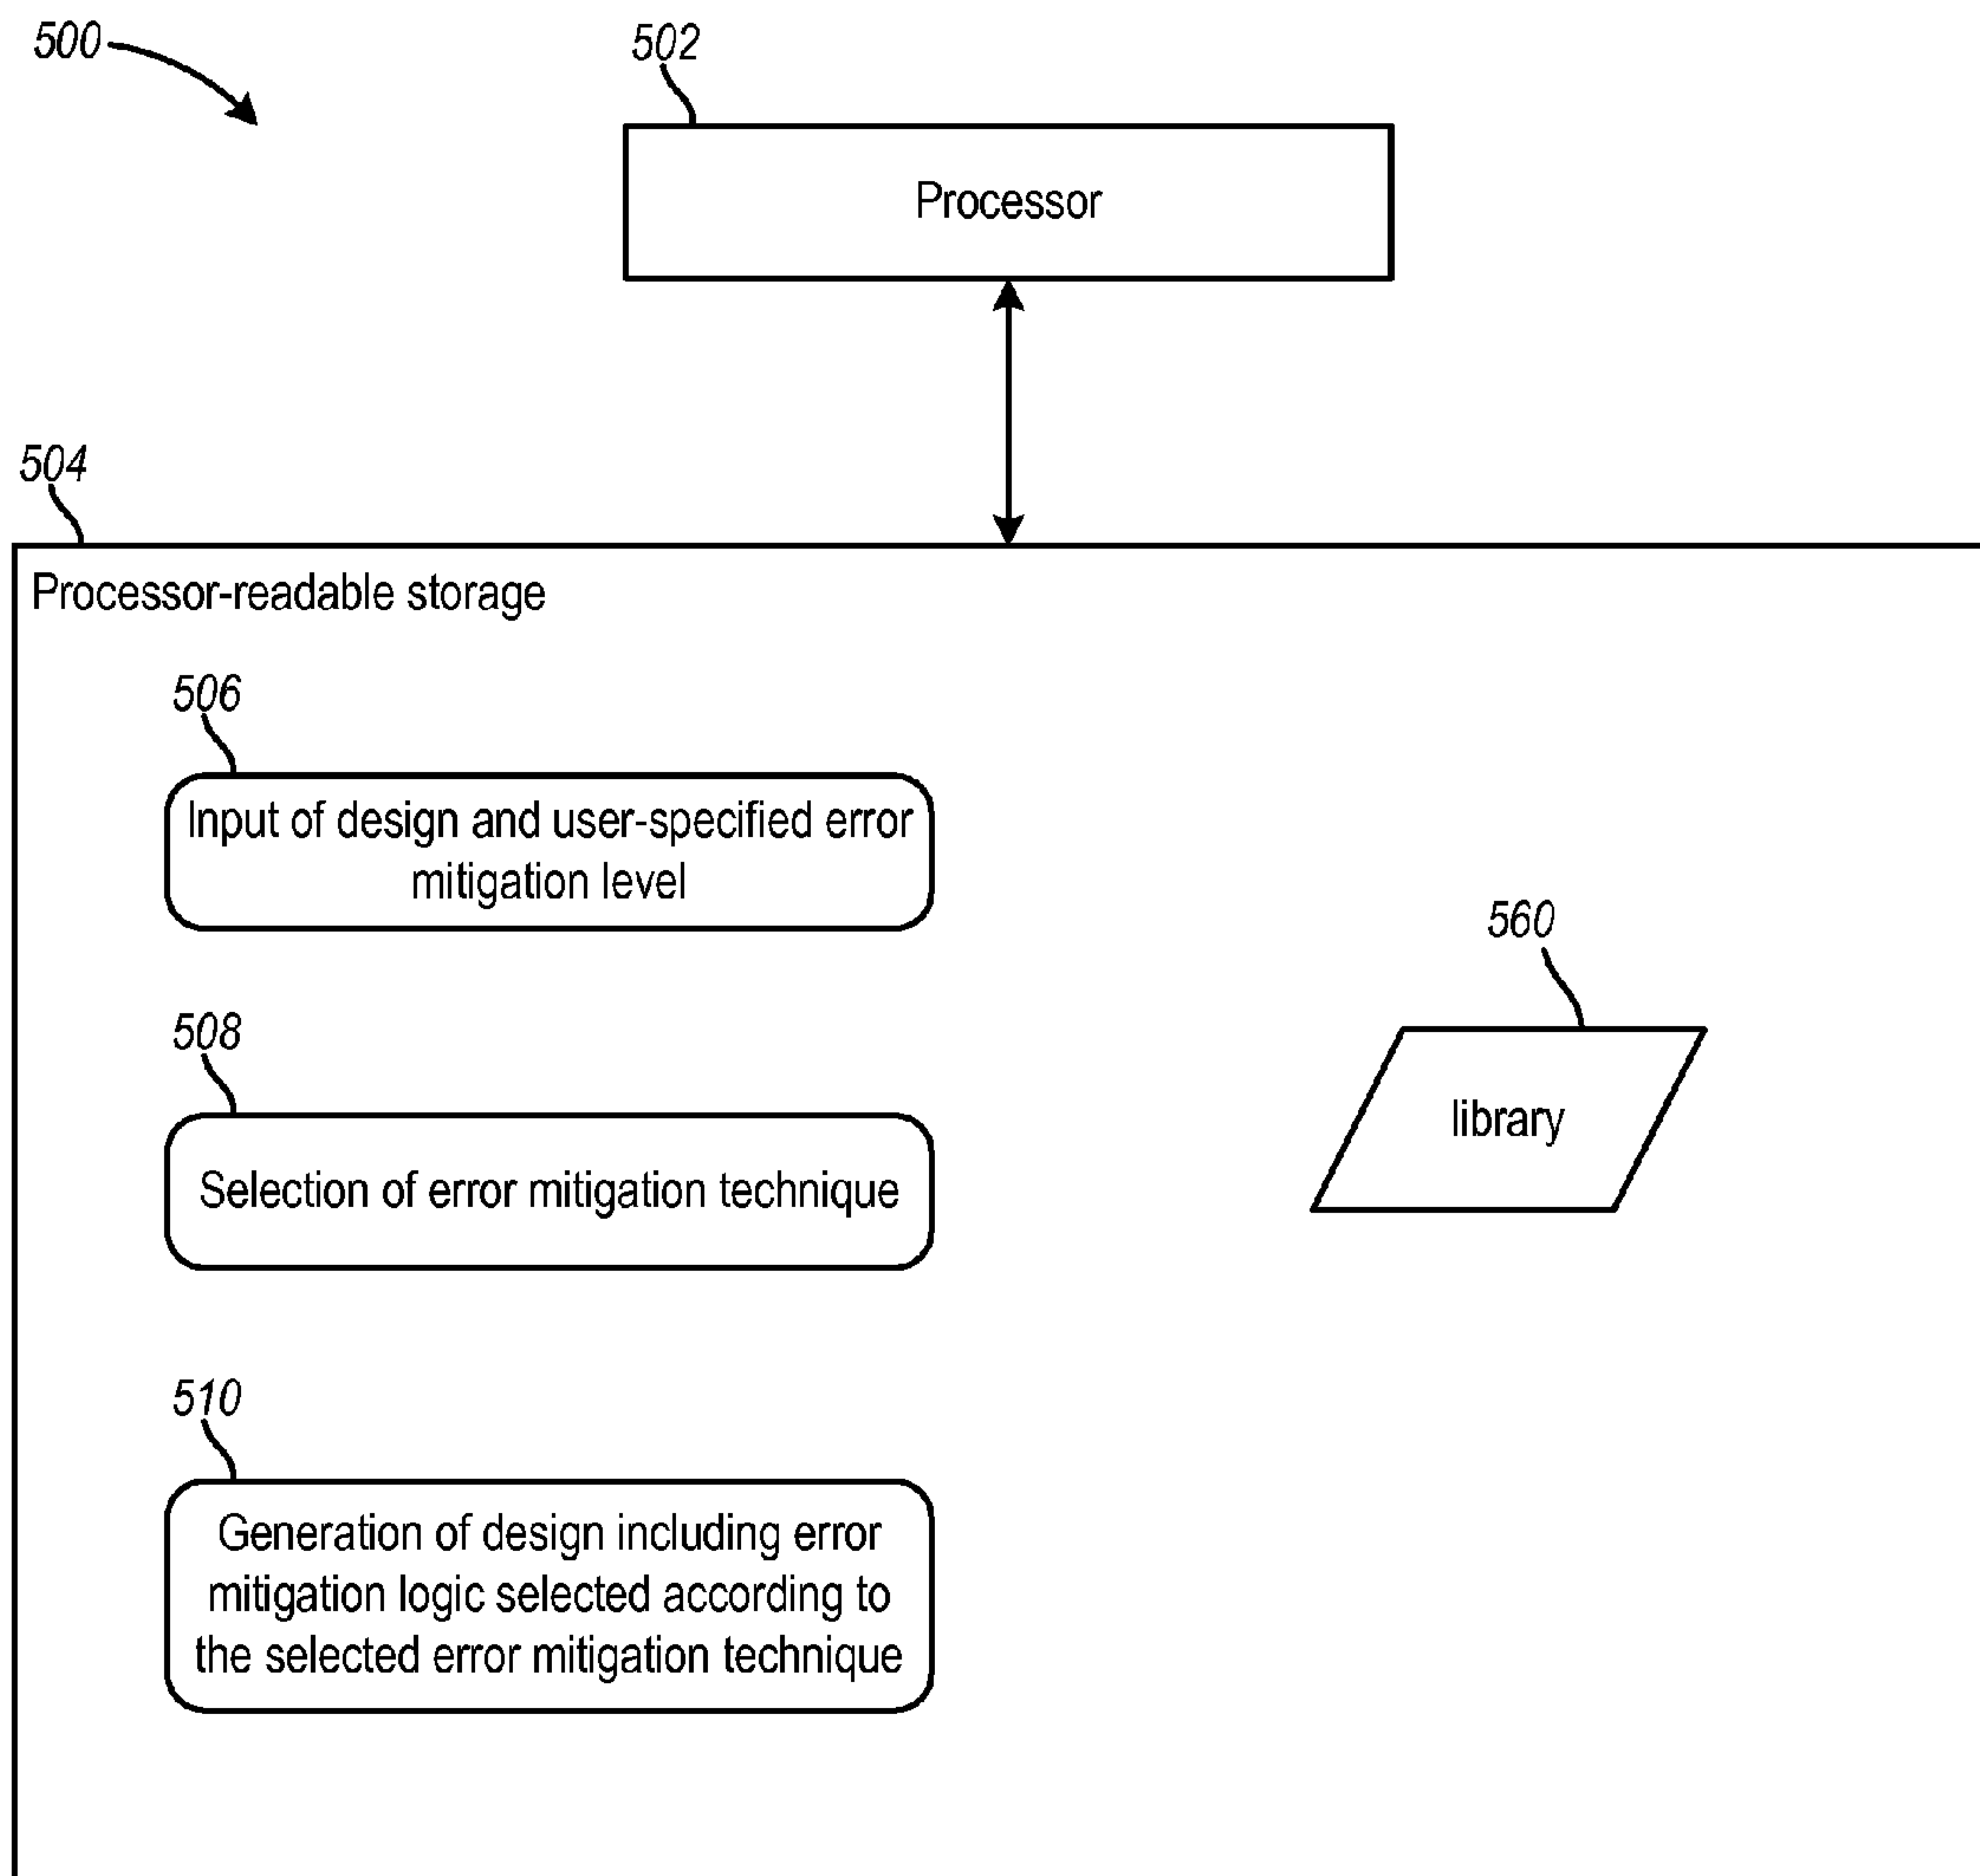 500
502
Processor
504
Processor-readable storage
506
Input of design and user-specified error
mitigation level
560
library
508
Selection of error mitigation technique
510
Generation of design including error
mitigation logic selected according to
the selected error mitigation technique